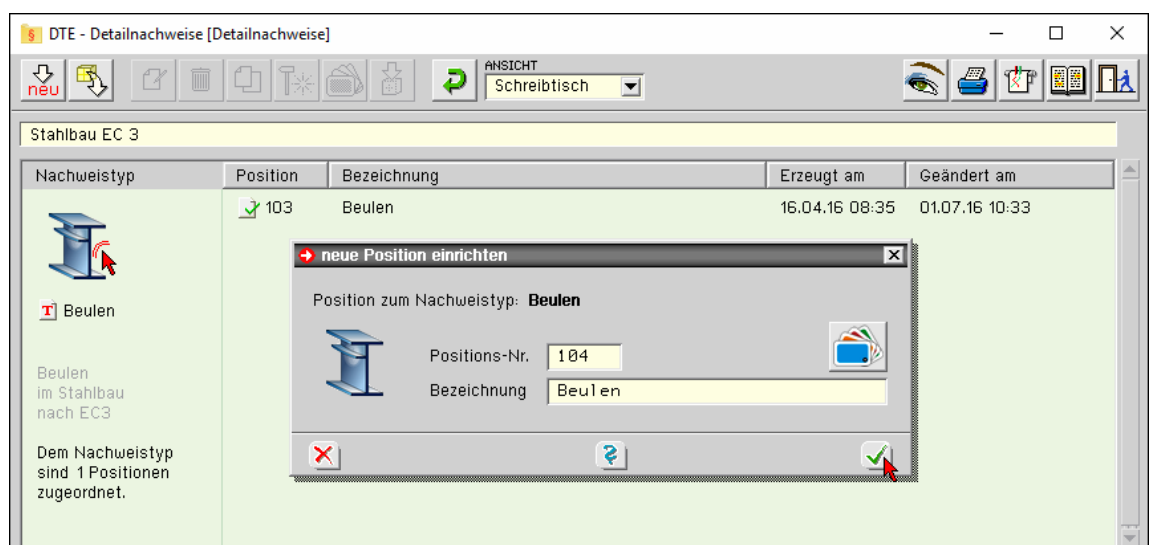 DTE - Detailnachweise [Detailnachweise]
neu
ANSICHT
Schreibtisch
Stahlbau EC 3
Nachweistyp Position Bezeichnung Erzeugt am Geändert am
103 Beulen 16.04.16 08:35 01.07.16 10:33
neue Position einrichten
Position zum Nachweistyp: Beulen
Positions-Nr. 104
Bezeichnung Beulen
T Beulen
Beulen
im Stahlbau
nach EC3
Dem Nachweistyp
sind 1 Positionen
zugeordnet.